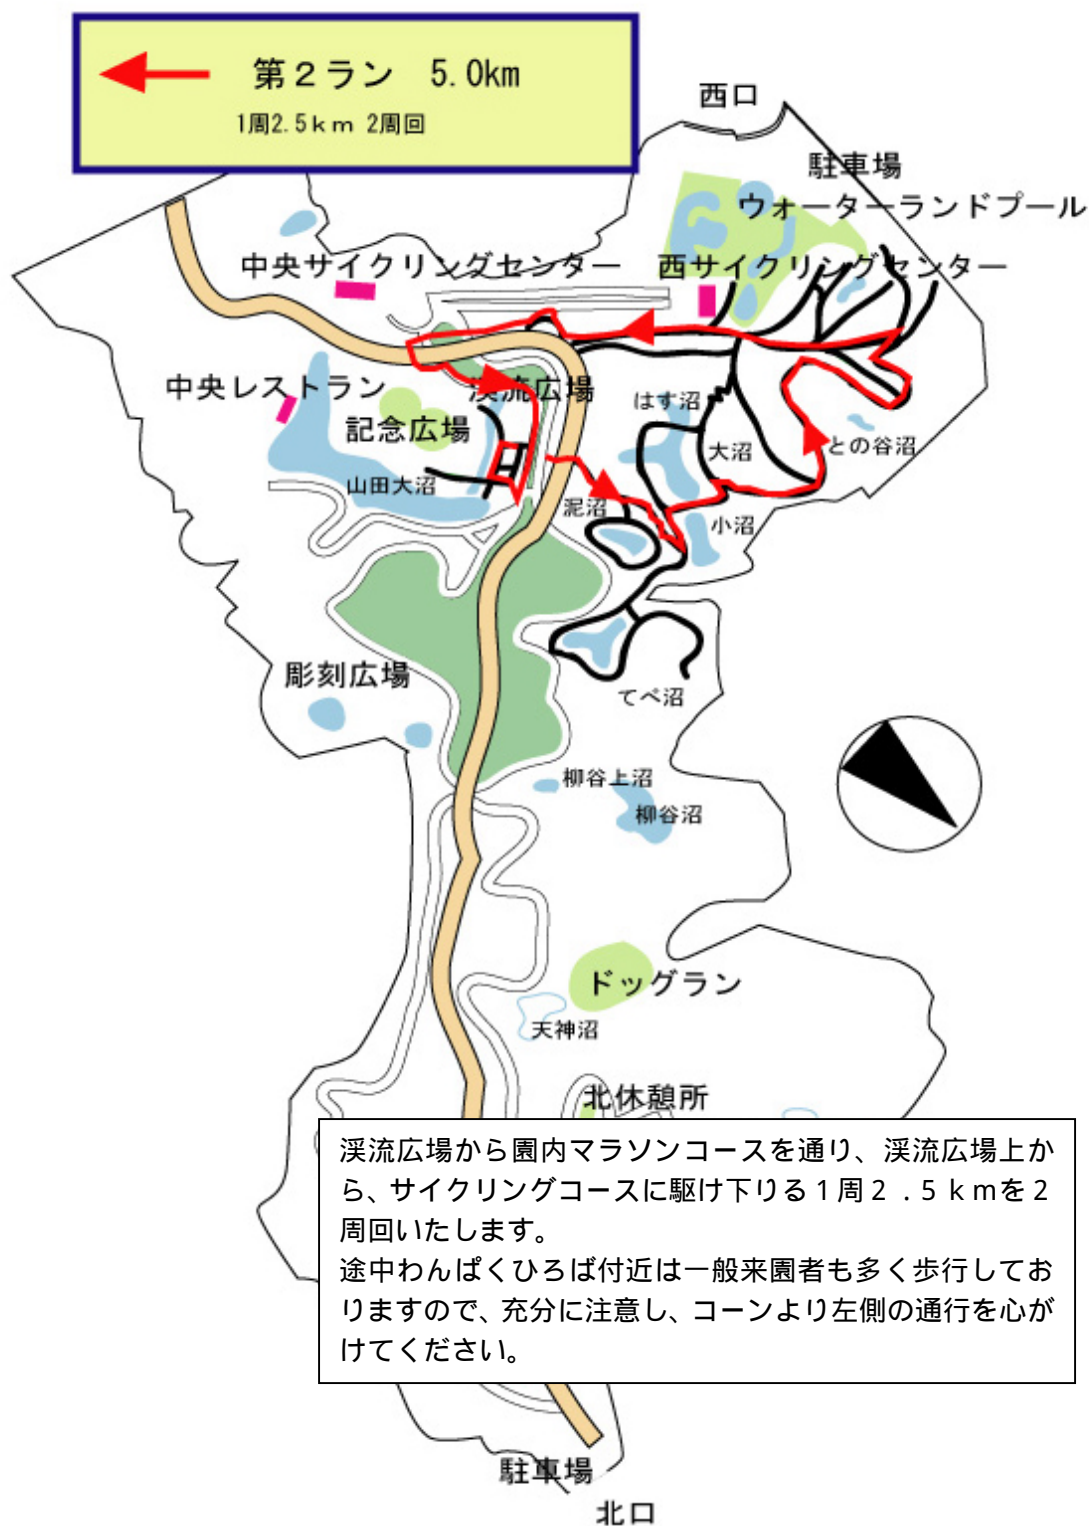 第２ラン　5.0km
1周2.5ｋｍ 2周回
西口
駐車場
ウォーターランドプール
中央サイクリングセンター
西サイクリングセンター
中央レストラン
渓流広場
はす沼
記念広場
大沼
との谷沼
山田大沼
泥沼
小沼
彫刻広場
てべ沼
柳谷上沼
柳谷沼
ドッグラン
天神沼
北休憩所
渓流広場から園内マラソンコースを通り、渓流広場上か
ら、サイクリングコースに駆け下りる１周２．５ｋｍを２
周回いたします。
途中わんぱくひろば付近は一般来園者も多く歩行してお
りますので、充分に注意し、コーンより左側の通行を心が
けてください。
駐車場
北口